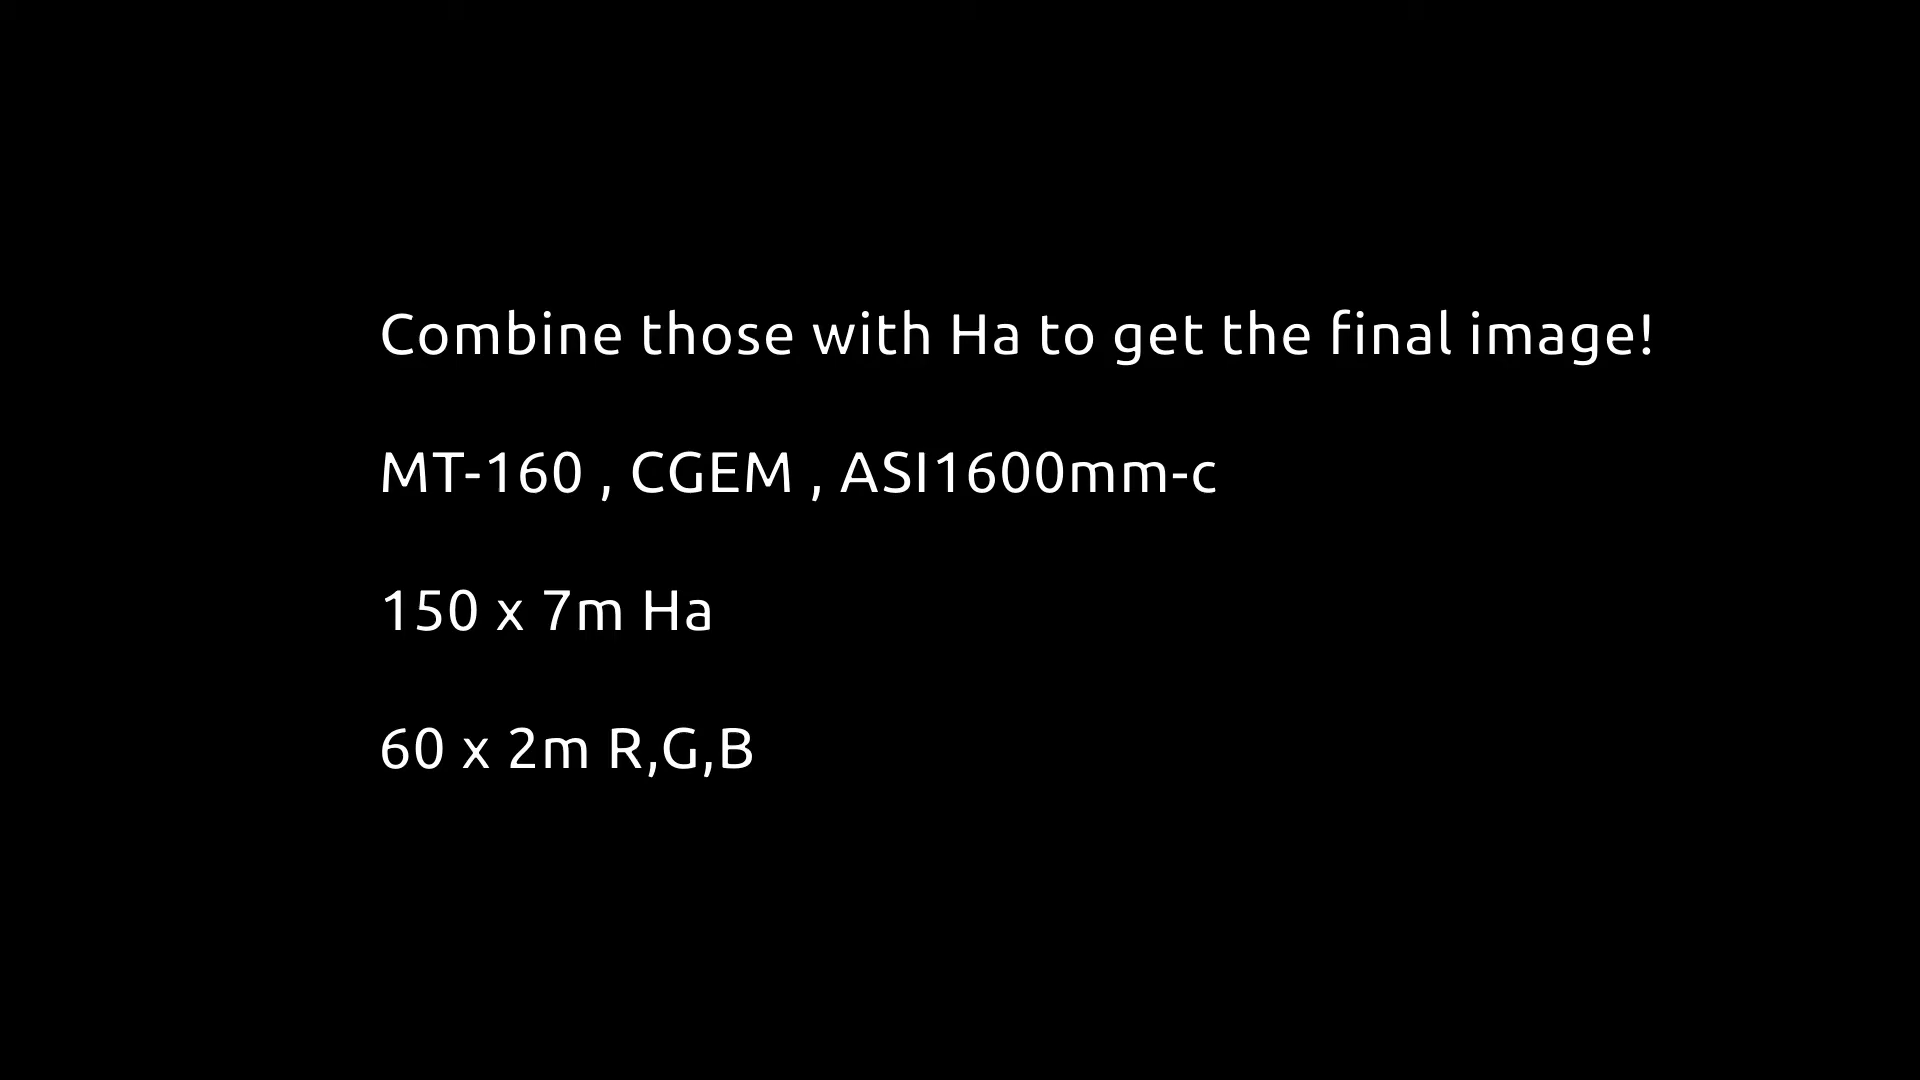 Combine those with Ha to get the final image!
MT-160 , CGEM , ASI1600mm-c
150 x 7m Ha
60 x 2m R,G,B